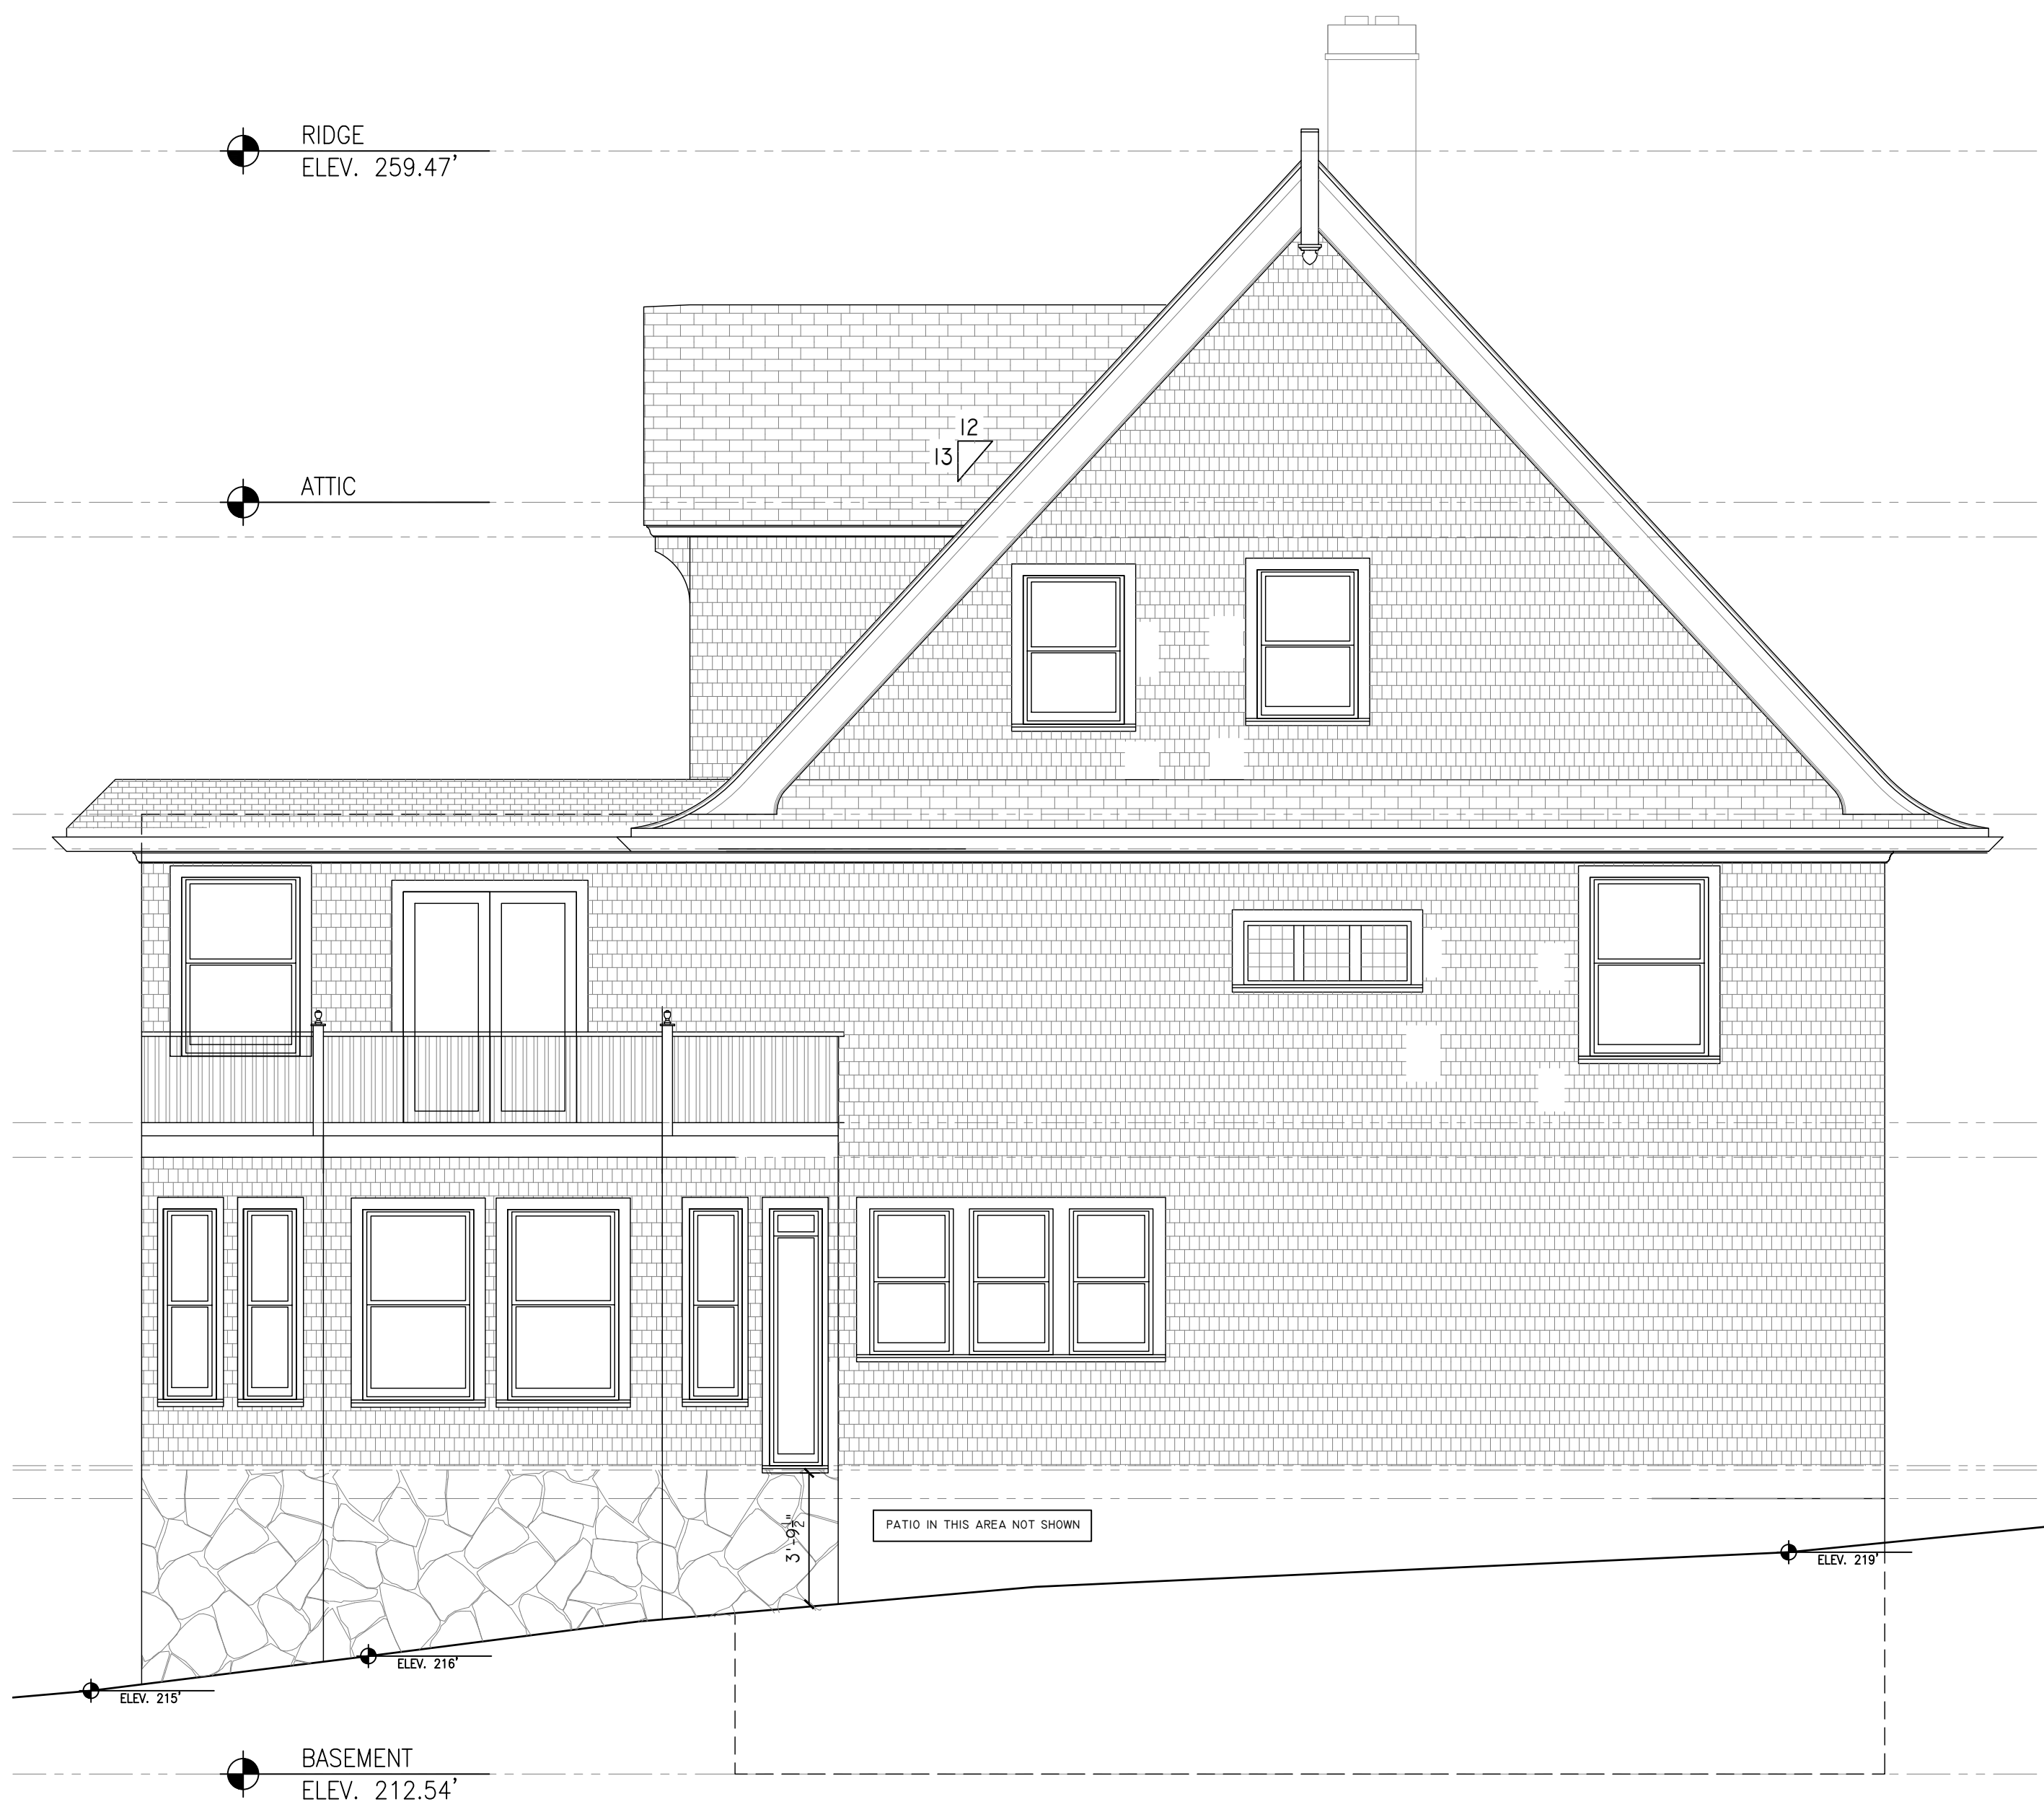 RIDGE
ELEV. 259.47'
12
13
ATTIC
PATIO IN THIS AREA NOT SHOWN
3'-9½"
ELEV. 219'
ELEV. 216'
ELEV. 215'
BASEMENT
ELEV. 212.54'